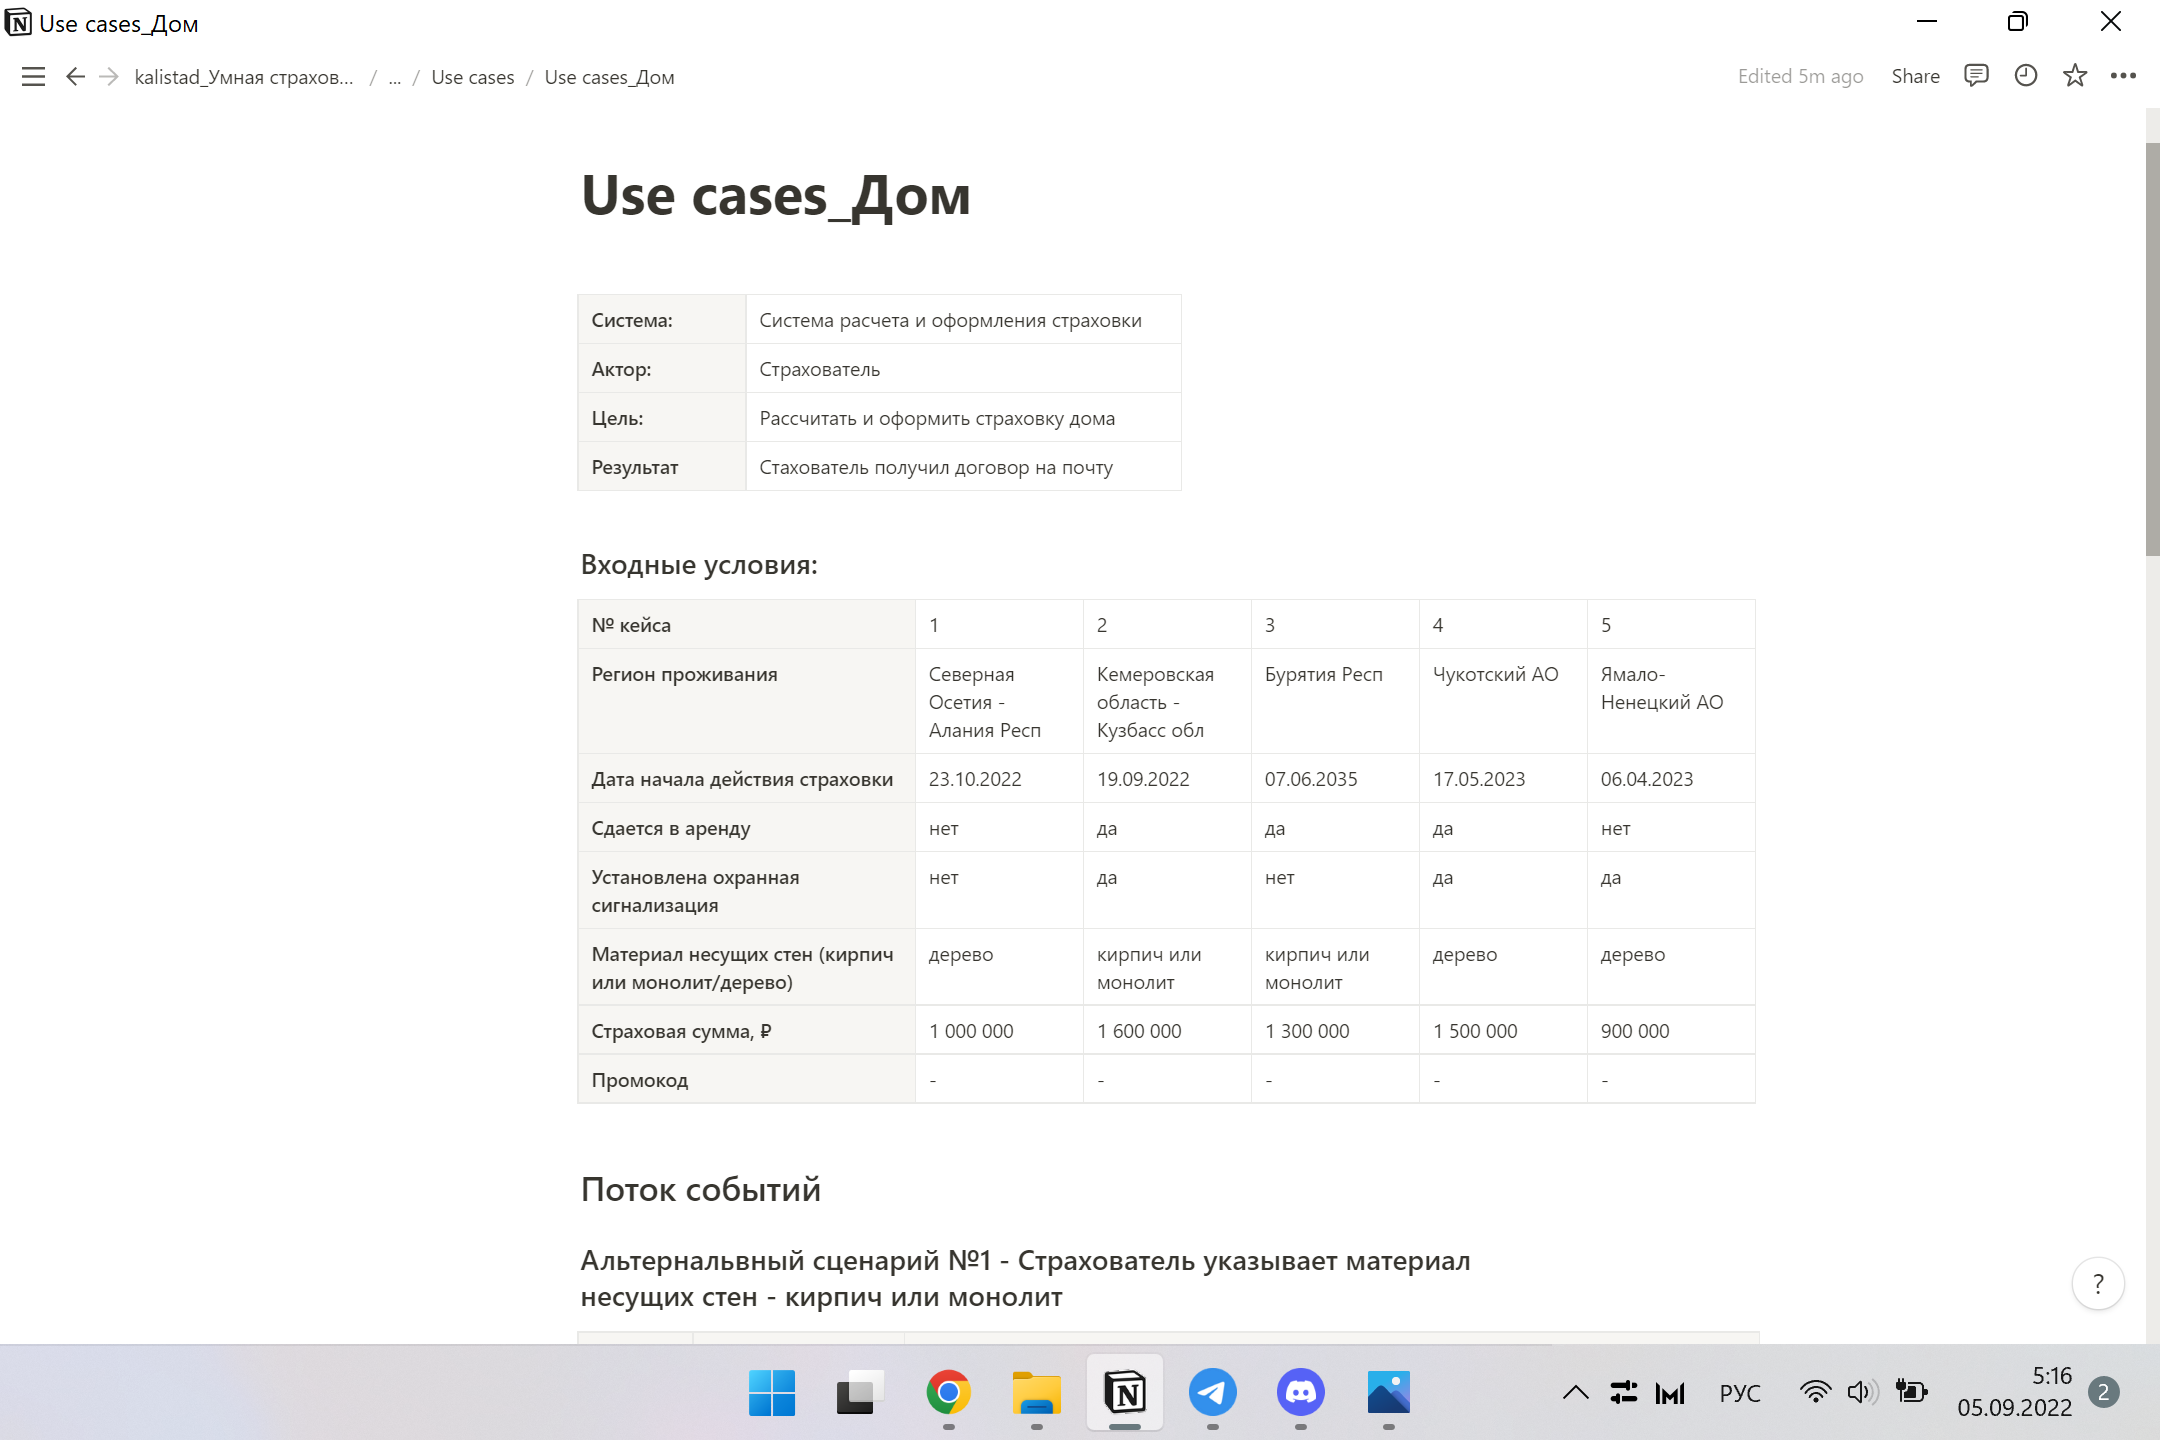 Use cases_Дом
kalistad_Умная страхов... / ... / Use cases / Use cases_Дом
Edited 5m ago Share
Use cases_Дом
Система: Система расчета и оформления страховки
Актор: Страхователь
Цель: Рассчитать и оформить страховку дома
Результат Стахователь получил договор на почту
Входные условия:
№ кейса 1 2 3 4 5
Регион проживания Северная Кемеровская Бурятия Респ Чукотский АО Ямало-
Осетия - область - Ненецкий АО
Алания Респ Кузбасс обл
Дата начала действия страховки 23.10.2022 19.09.2022 07.06.2035 17.05.2023 06.04.2023
Сдается в аренду нет да да да нет
Установлена охранная нет да нет да да
сигнализация
Материал несущих стен (кирпич дерево кирпич или кирпич или дерево дерево
или монолит/дерево) монолит монолит
Страховая сумма, ₽ 1 000 000 1 600 000 1 300 000 1 500 000 900 000
Промокод - - - - -
Поток событий
Альтернальвный сценарий №1 - Страхователь указывает материал
несущих стен - кирпич или монолит
?
РУС
5:16
05.09.2022
2